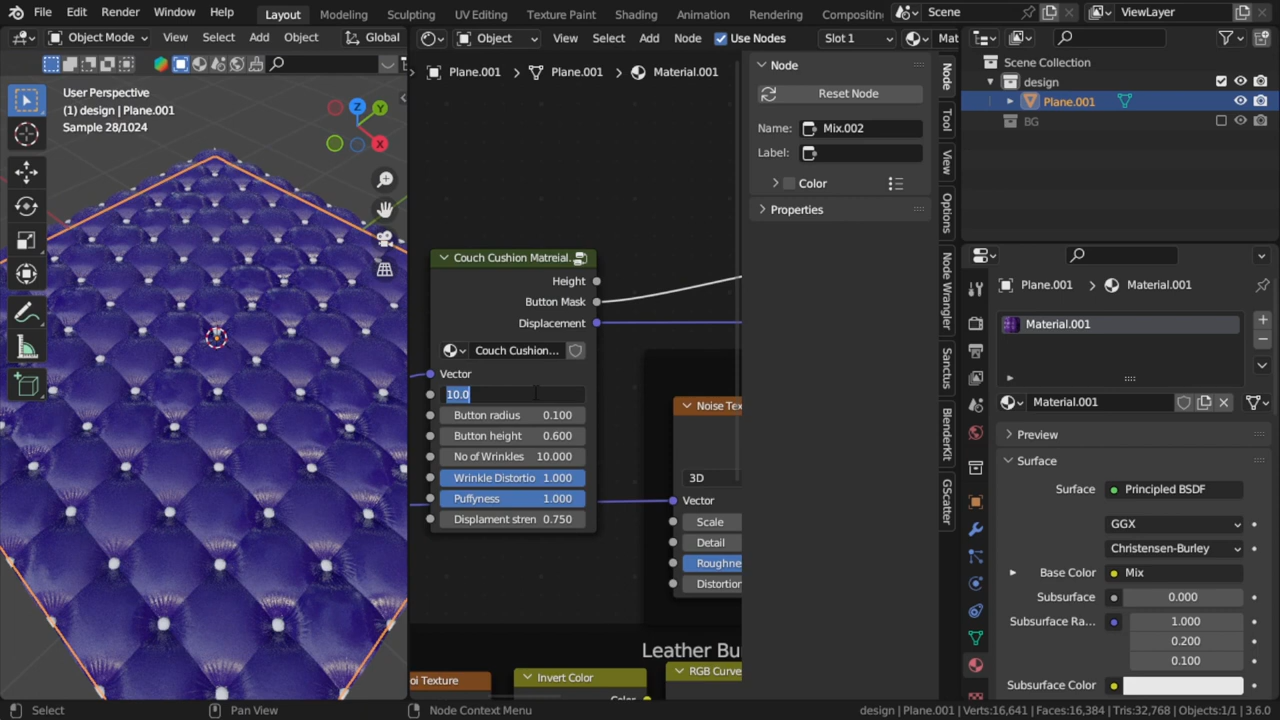 File Edit Render Window Help Layout Modeling Sculpting UV Editing Texture Paint Shading Animation Rendering Scene ViewLayer
Object Mode View Select Add Object Global
Object View Select Add Node Use Nodes Slot 1
User Perspective
(1) design | Plane.001
Sample 28/1024
Z
Y
X
Plane.001 > Plane.001 > Material.001
Couch Cushion Matreial.
Height
Button Mask
Displacement
Couch Cushion...
Vector
10.0
Button radius 0.100
Button height 0.600
No of Wrinkles 10.000
Wrinkle Distortio 1.000
Puffyness 1.000
Displament stren 0.750
Noise Tex
3D
Vector
Scale
Detail
Roughne
Distortion
Leather Bu
oi Texture
Invert Color
RGB Curve
Node
Reset Node
Name: Mix.002
Label:
Color
Properties
Node
Tool
View
Options
Node Wrangler
Sanctus
BlenderKit
GScatter
Scene Collection
design
Plane.001
BG
Plane.001 > Material.001
Material.001
Material.001
Preview
Surface
Surface Principled BSDF
GGX
Christensen-Burley
Base Color Mix
Subsurface 0.000
Subsurface Ra... 1.000
0.200
0.100
Subsurface Color
Select Pan View Node Context Menu design | Plane.001 | Verts:16,641 | Faces:16,384 | Tris:32,768 | Objects:1/1 | 3.6.0